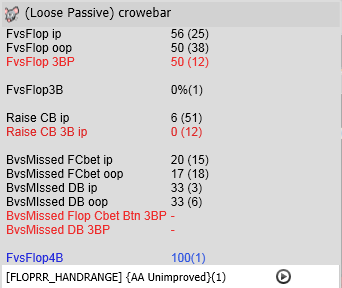 (Loose Passive) crowebar
FvsFlop ip 56 (25)
FvsFlop oop 50 (38)
FvsFlop 3BP 50 (12)
FvsFlop3B 0%(1)
Raise CB ip 6 (51)
Raise CB 3B ip 0 (12)
BvsMissed FCbet ip 20 (15)
BvsMissed FCbet oop 17 (18)
BvsMIssed DB ip 33 (3)
BvsMIssed DB oop 33 (6)
BvsMissed Flop Cbet Btn 3BP -
BvsMissed DB 3BP -
FvsFlop4B 100(1)
[FLOPRR_HANDRANGE] {AA Unimproved}(1)